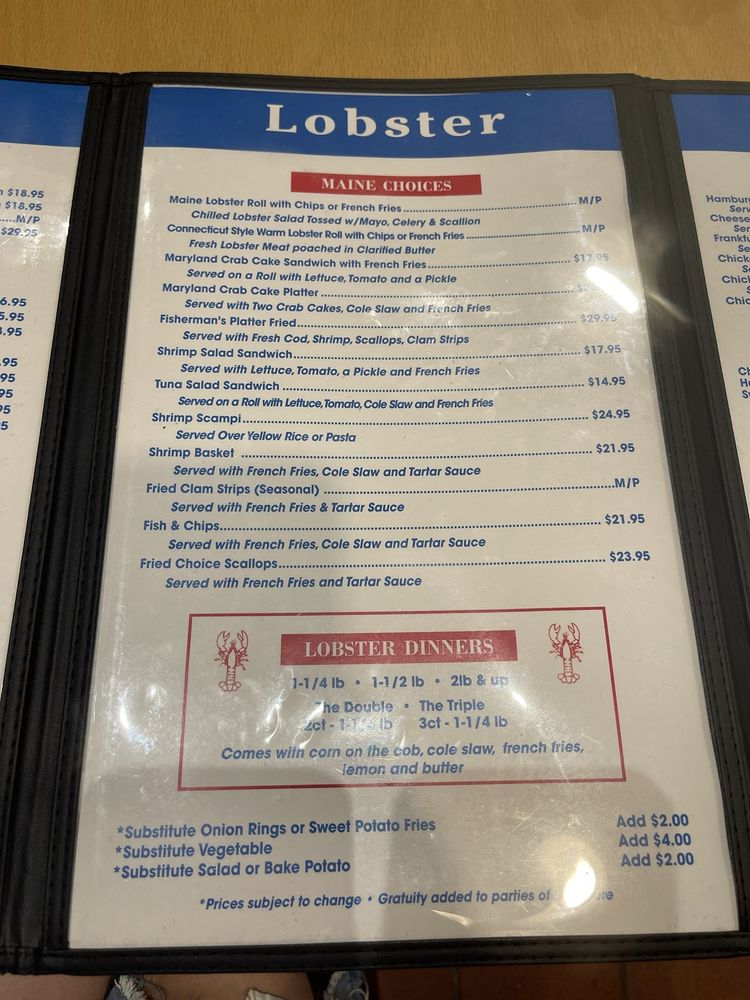 Lobster
MAINE CHOICES
Maine Lobster Roll with Chips or French Fries M/P
Chilled Lobster Salad Tossed w/Mayo, Celery & Scallion
Connecticut Style Warm Lobster Roll with Chips or French Fries M/P
Fresh Lobster Meat poached in Clarified Butter
Maryland Crab Cake Sandwich with French Fries $17.95
Served on a Roll with Lettuce, Tomato and a Pickle
Maryland Crab Cake Platter
Served with Two Crab Cakes, Cole Slaw and French Fries
Fisherman's Platter Fried $29.95
Served with Fresh Cod, Shrimp, Scallops, Clam Strips
Shrimp Salad Sandwich $17.95
Served with Lettuce, Tomato, a Pickle and French Fries
Tuna Salad Sandwich $14.95
Served on a Roll with Lettuce, Tomato, Cole Slaw and French Fries
Shrimp Scampi $24.95
Served Over Yellow Rice or Pasta
Shrimp Basket $21.95
Served with French Fries, Cole Slaw and Tartar Sauce
Fried Clam Strips (Seasonal) M/P
Served with French Fries & Tartar Sauce
Fish & Chips $21.95
Served with French Fries, Cole Slaw and Tartar Sauce
Fried Choice Scallops $23.95
Served with French Fries and Tartar Sauce
LOBSTER DINNERS
1-1/4 lb • 1-1/2 lb • 2lb & up
The Double • The Triple
2ct - lb 3ct - 1-1/4 lb
Comes with corn on the cob, cole slaw, french fries,
lemon and butter
*Substitute Onion Rings or Sweet Potato Fries Add $2.00
*Substitute Vegetable Add $4.00
*Substitute Salad or Bake Potato Add $2.00
*Prices subject to change • Gratuity added to parties of
$18.95
$18.95
M/P
$29.95